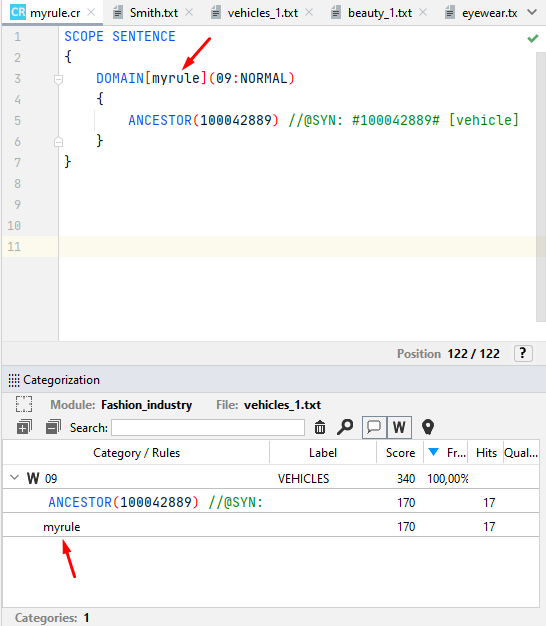 CR myrule.cr Smith.txt vehicles_1.txt beauty_1.txt eyewear.tx
1 SCOPE SENTENCE
2 {
3 DOMAIN[myrule](09:NORMAL)
4 {
5 ANCESTOR(100042889) //@SYN: #100042889# [vehicle]
6 }
7 }
8
9
10
11
Position 122 / 122 ?
Categorization
Module: Fashion_industry File: vehicles_1.txt
Search: W
Category / Rules Label Score Fr... Hits Qual...
W 09 VEHICLES 340 100,00%
ANCESTOR(100042889) //@SYN: 170 17
myrule 170 17
Categories: 1